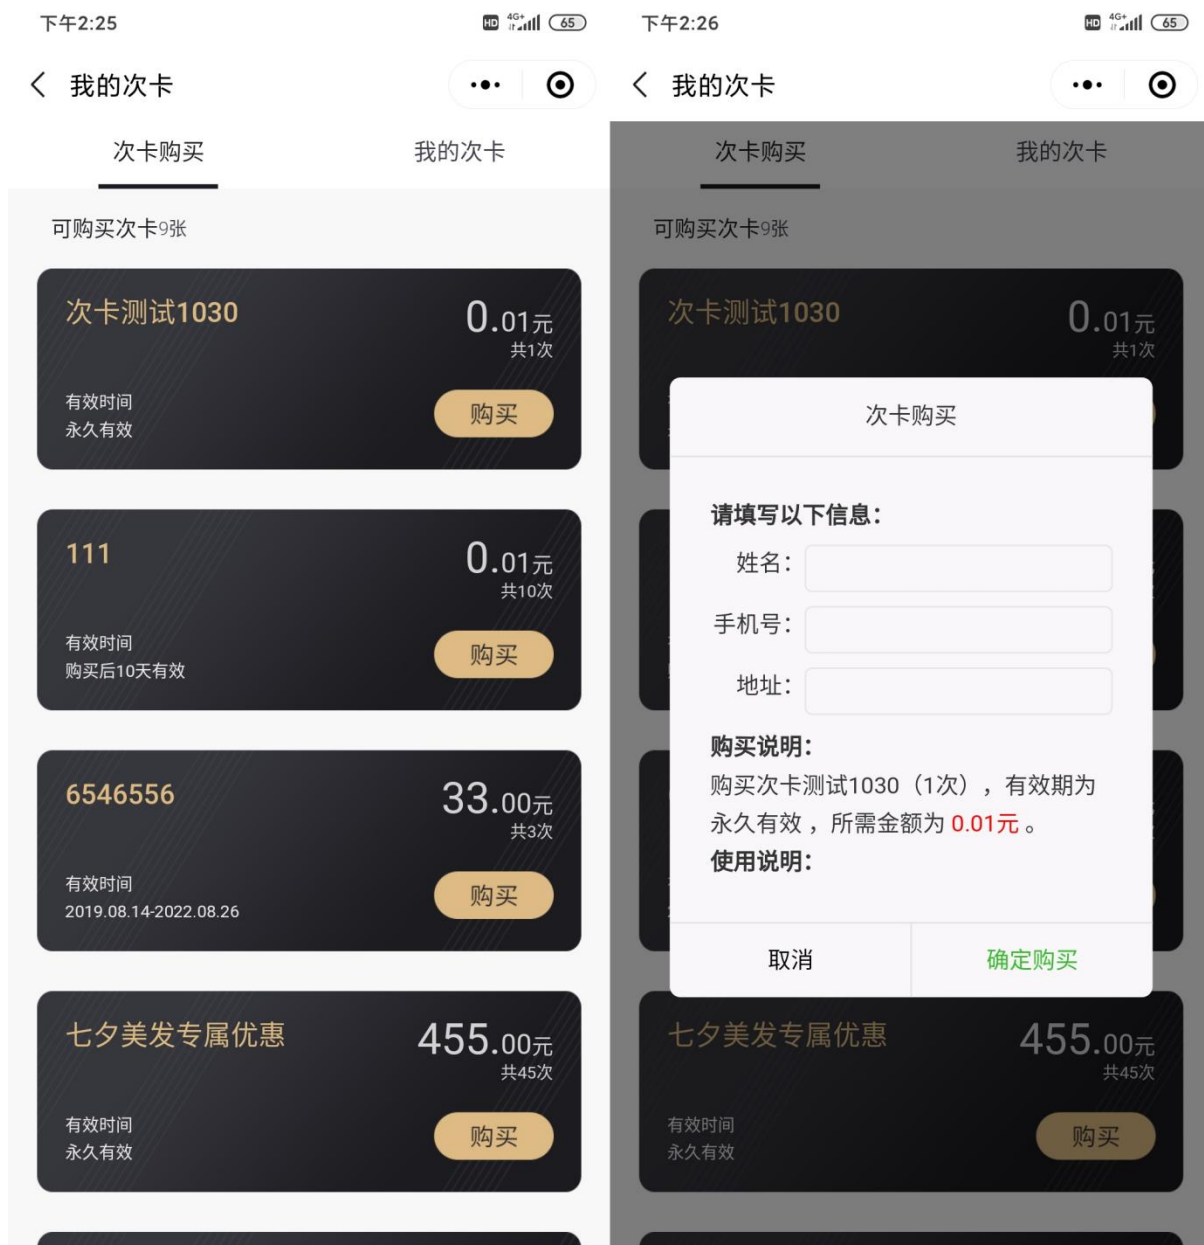 下午2:25
HD 4G+ 65
我的次卡
次卡购买 我的次卡
可购买次卡9张
次卡测试1030
0.01元
共1次
有效时间
永久有效
购买
111
0.01元
共10次
有效时间
购买后10天有效
购买
6546556
33.00元
共3次
有效时间
2019.08.14-2022.08.26
购买
七夕美发专属优惠
455.00元
共45次
有效时间
永久有效
购买
下午2:26
HD 4G+ 65
我的次卡
次卡购买 我的次卡
可购买次卡9张
次卡测试1030
0.01元
共1次
次卡购买
请填写以下信息：
姓名：
手机号：
地址：
购买说明：
购买次卡测试1030（1次），有效期为
永久有效，所需金额为 0.01元。
使用说明：
取消 确定购买
七夕美发专属优惠
455.00元
共45次
有效时间
永久有效
购买